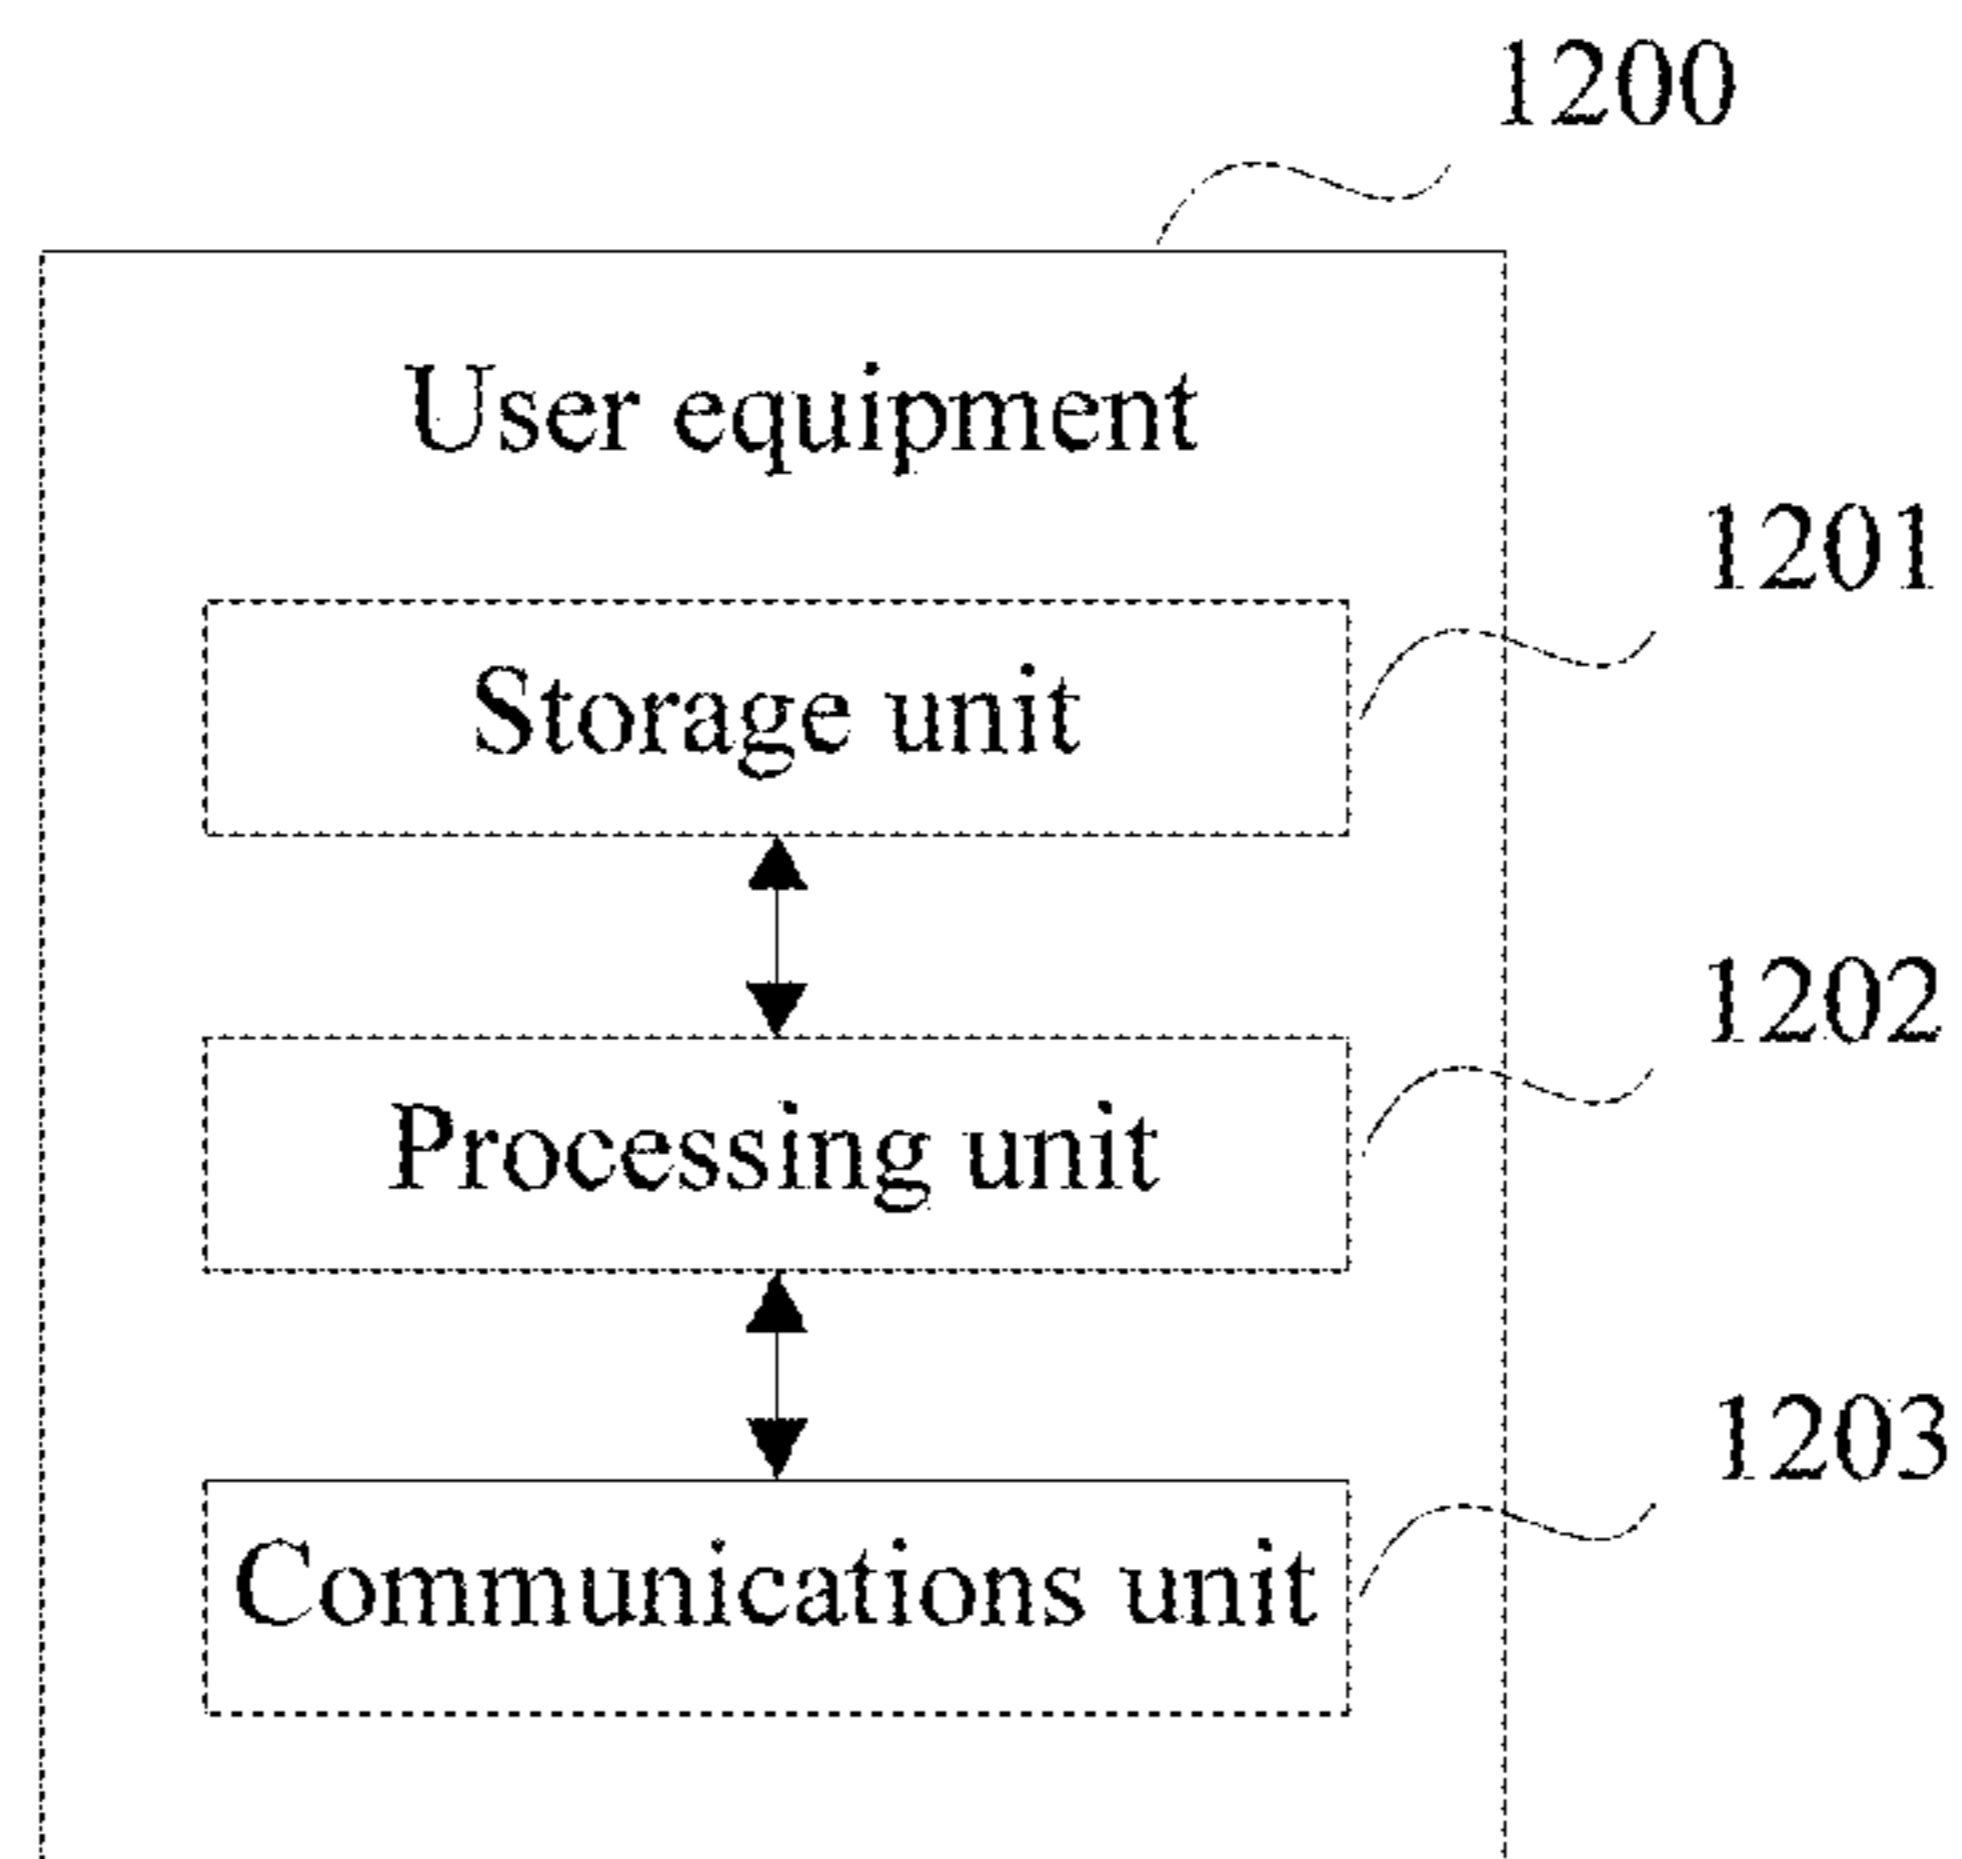 1200
User equipment
1201
Storage unit
1202
Processing unit
1203
Communications unit